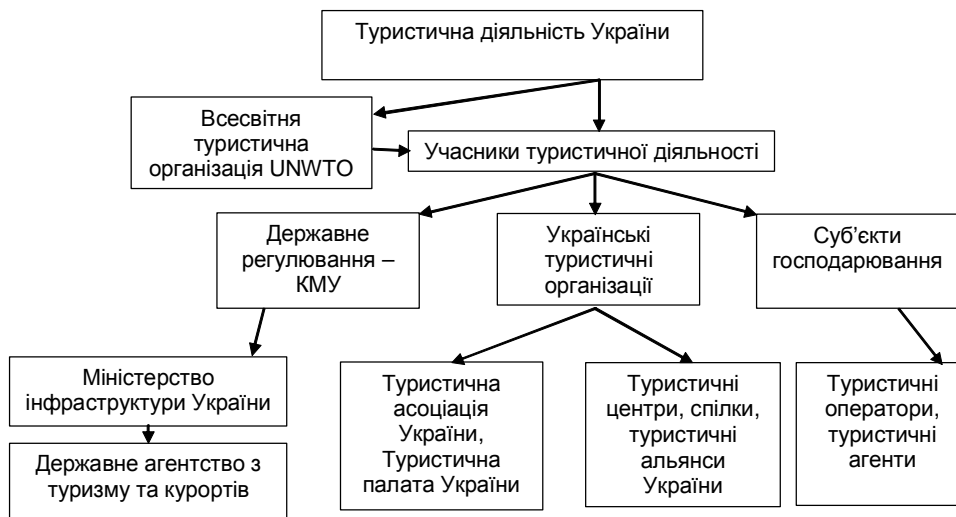 Туристична діяльність України
Всесвітня
туристична
організація UNWTO
Учасники туристичної діяльності
Державне
регулювання –
КМУ
Українські
туристичні
організації
Суб’єкти
господарювання
Міністерство
інфраструктури України
Державне агентство з
туризму та курортів
Туристична
асоціація
України,
Туристична
палата України
Туристичні
центри, спілки,
туристичні
альянси
України
Туристичні
оператори,
туристичні
агенти